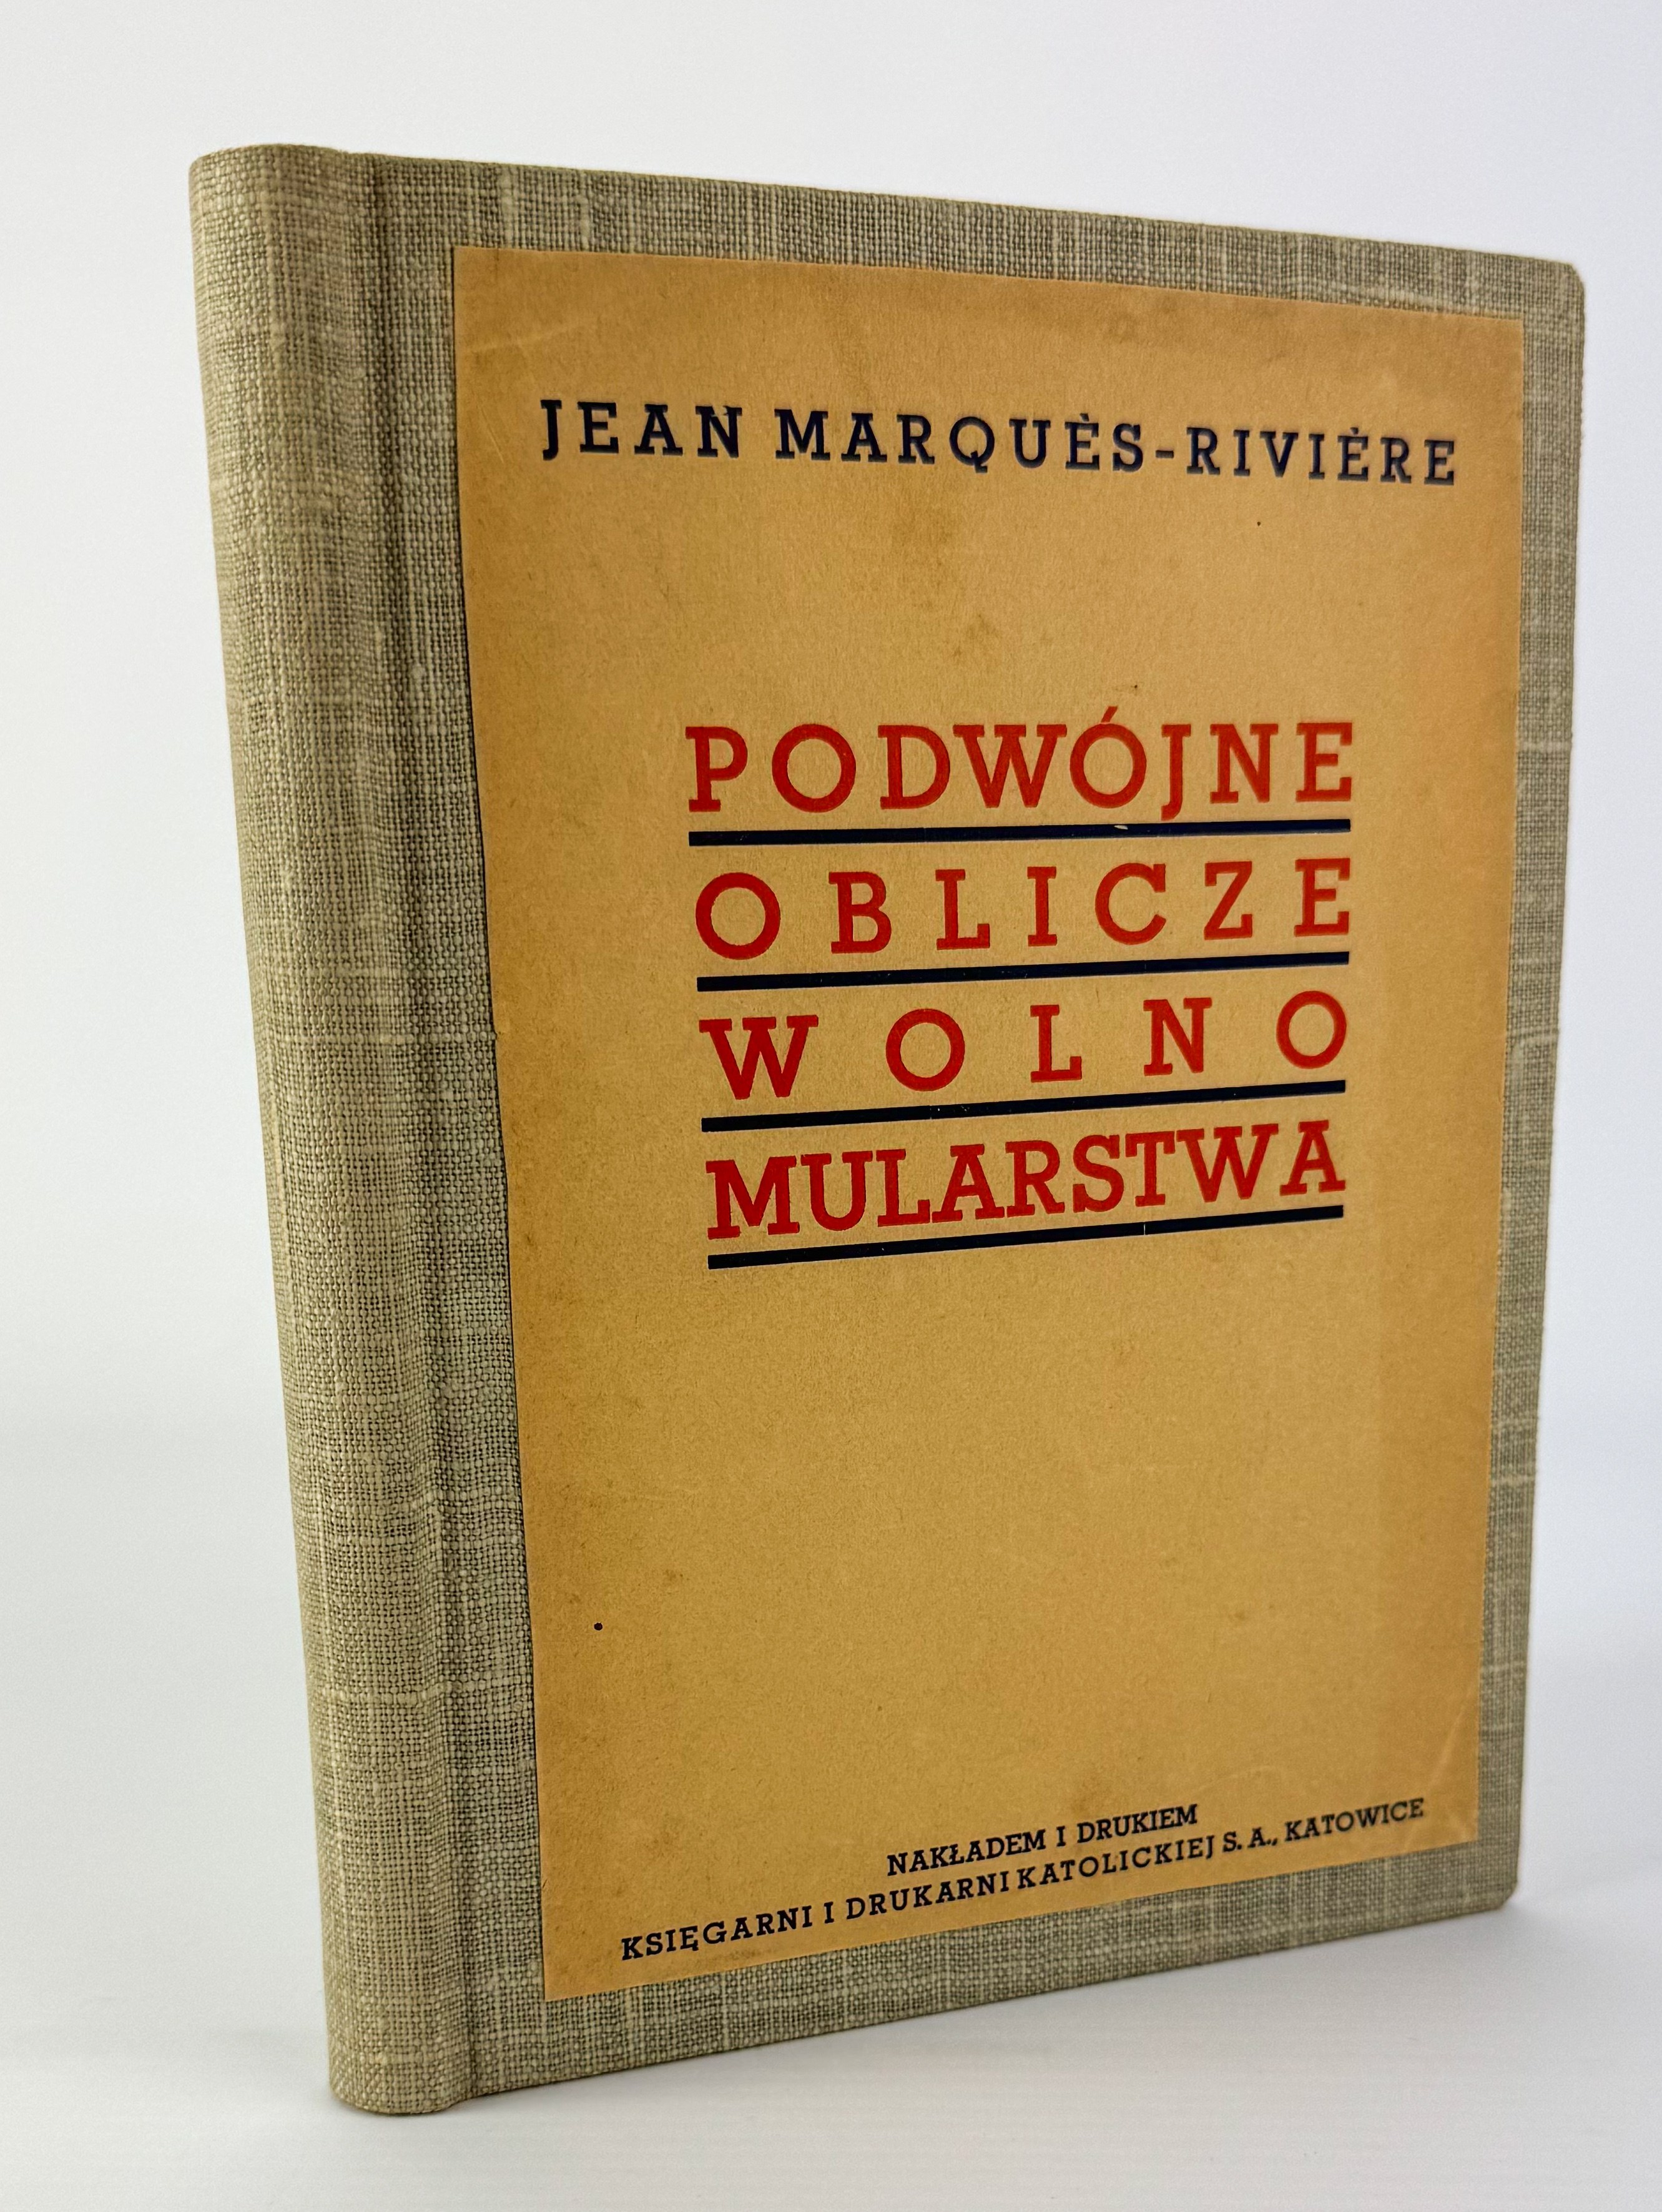 JEAN MARQUÈS-RIVIÈRE
PODWÓJNE
OBLICZE
WOLNO
MULARSTWA
NAKŁADEM I DRUKIEM
KSIĘGARNI I DRUKARNI KATOLICKIEJ S. A., KATOWICE